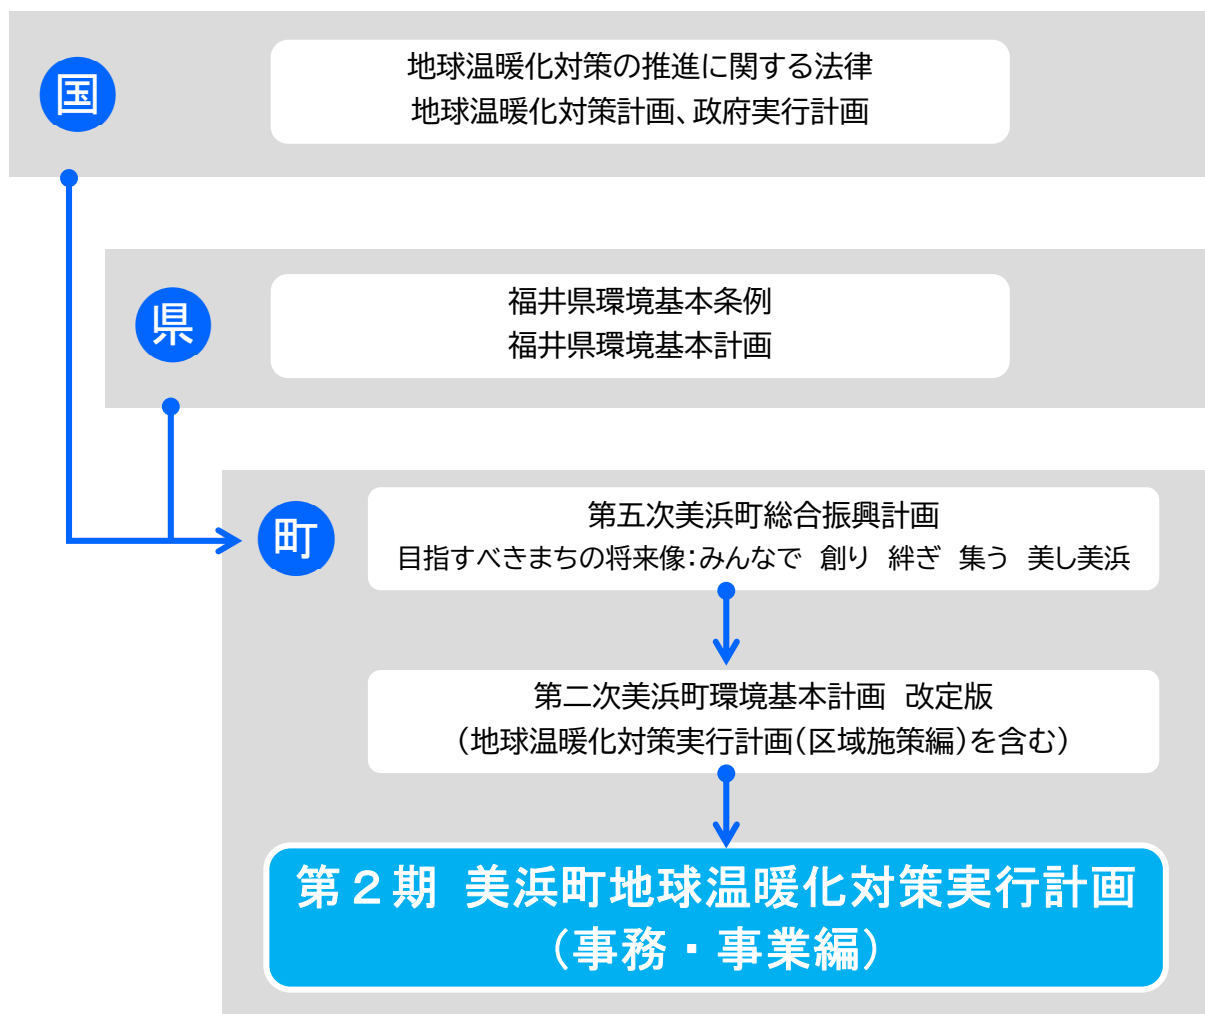 国
地球温暖化対策の推進に関する法律
地球温暖化対策計画、政府実行計画
県
福井県環境基本条例
福井県環境基本計画
町
第五次美浜町総合振興計画
目指すべきまちの将来像：みんなで　創り　絆ぎ　集う　美し美浜
第二次美浜町環境基本計画　改定版
（地球温暖化対策実行計画（区域施策編）を含む）
第２期 美浜町地球温暖化対策実行計画
（事務・事業編）